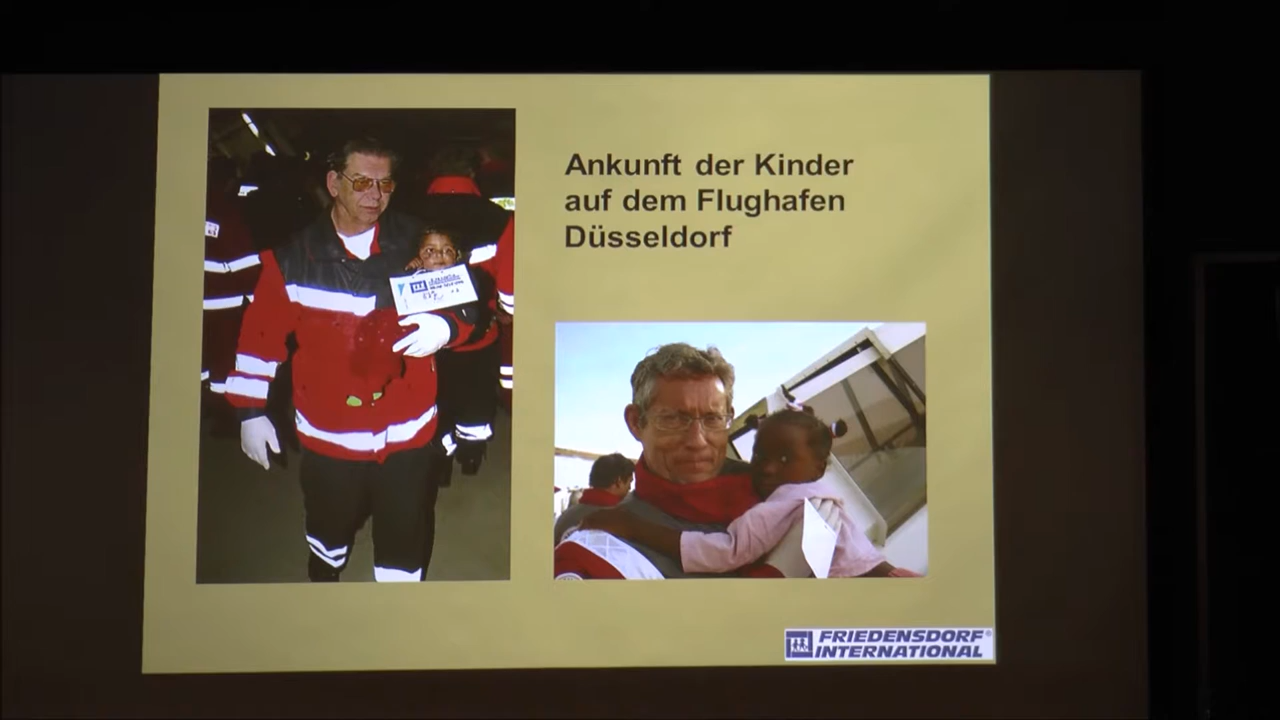 Ankunft der Kinder
auf dem Flughafen
Düsseldorf
FRIEDENSDORF®
INTERNATIONAL